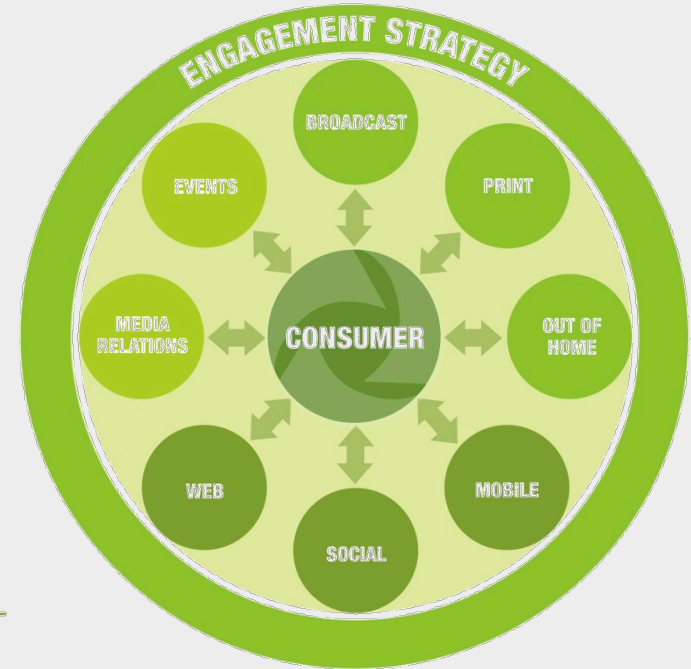 ENGAGEMENT STRATEGY
BROADCAST
EVENTS
PRINT
MEDIA
RELATIONS
CONSUMER
OUT OF
HOME
WEB
MOBILE
SOCIAL